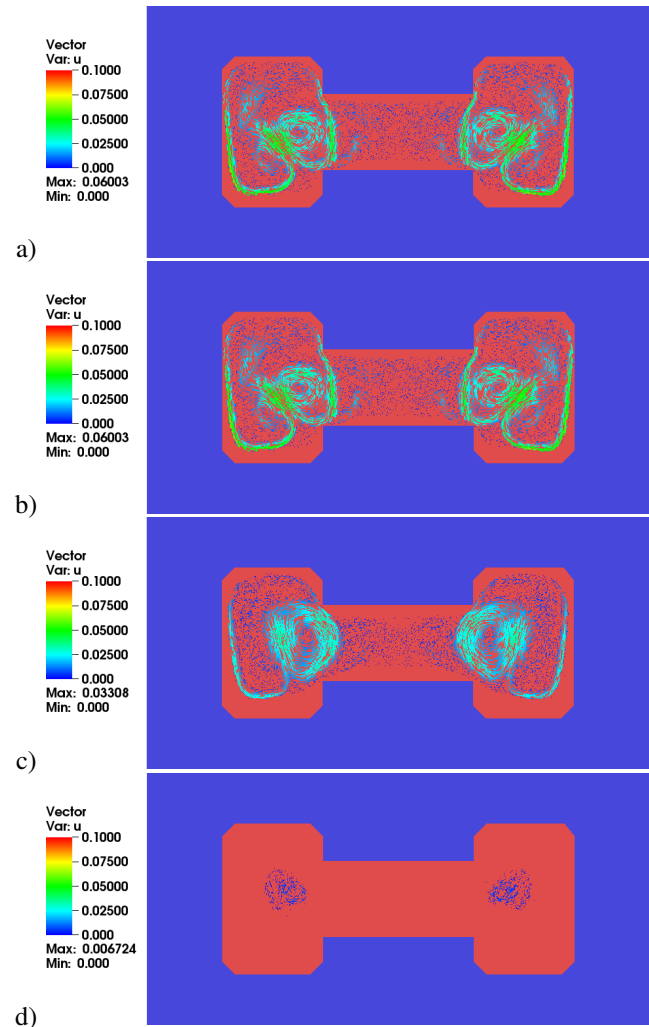 Vector
Var: u
0.1000
0.07500
0.05000
0.02500
0.000
Max: 0.06003
Min: 0.000
a)
Vector
Var: u
0.1000
0.07500
0.05000
0.02500
0.000
Max: 0.06003
Min: 0.000
b)
Vector
Var: u
0.1000
0.07500
0.05000
0.02500
0.000
Max: 0.03308
Min: 0.000
c)
Vector
Var: u
0.1000
0.07500
0.05000
0.02500
0.000
Max: 0.006724
Min: 0.000
d)